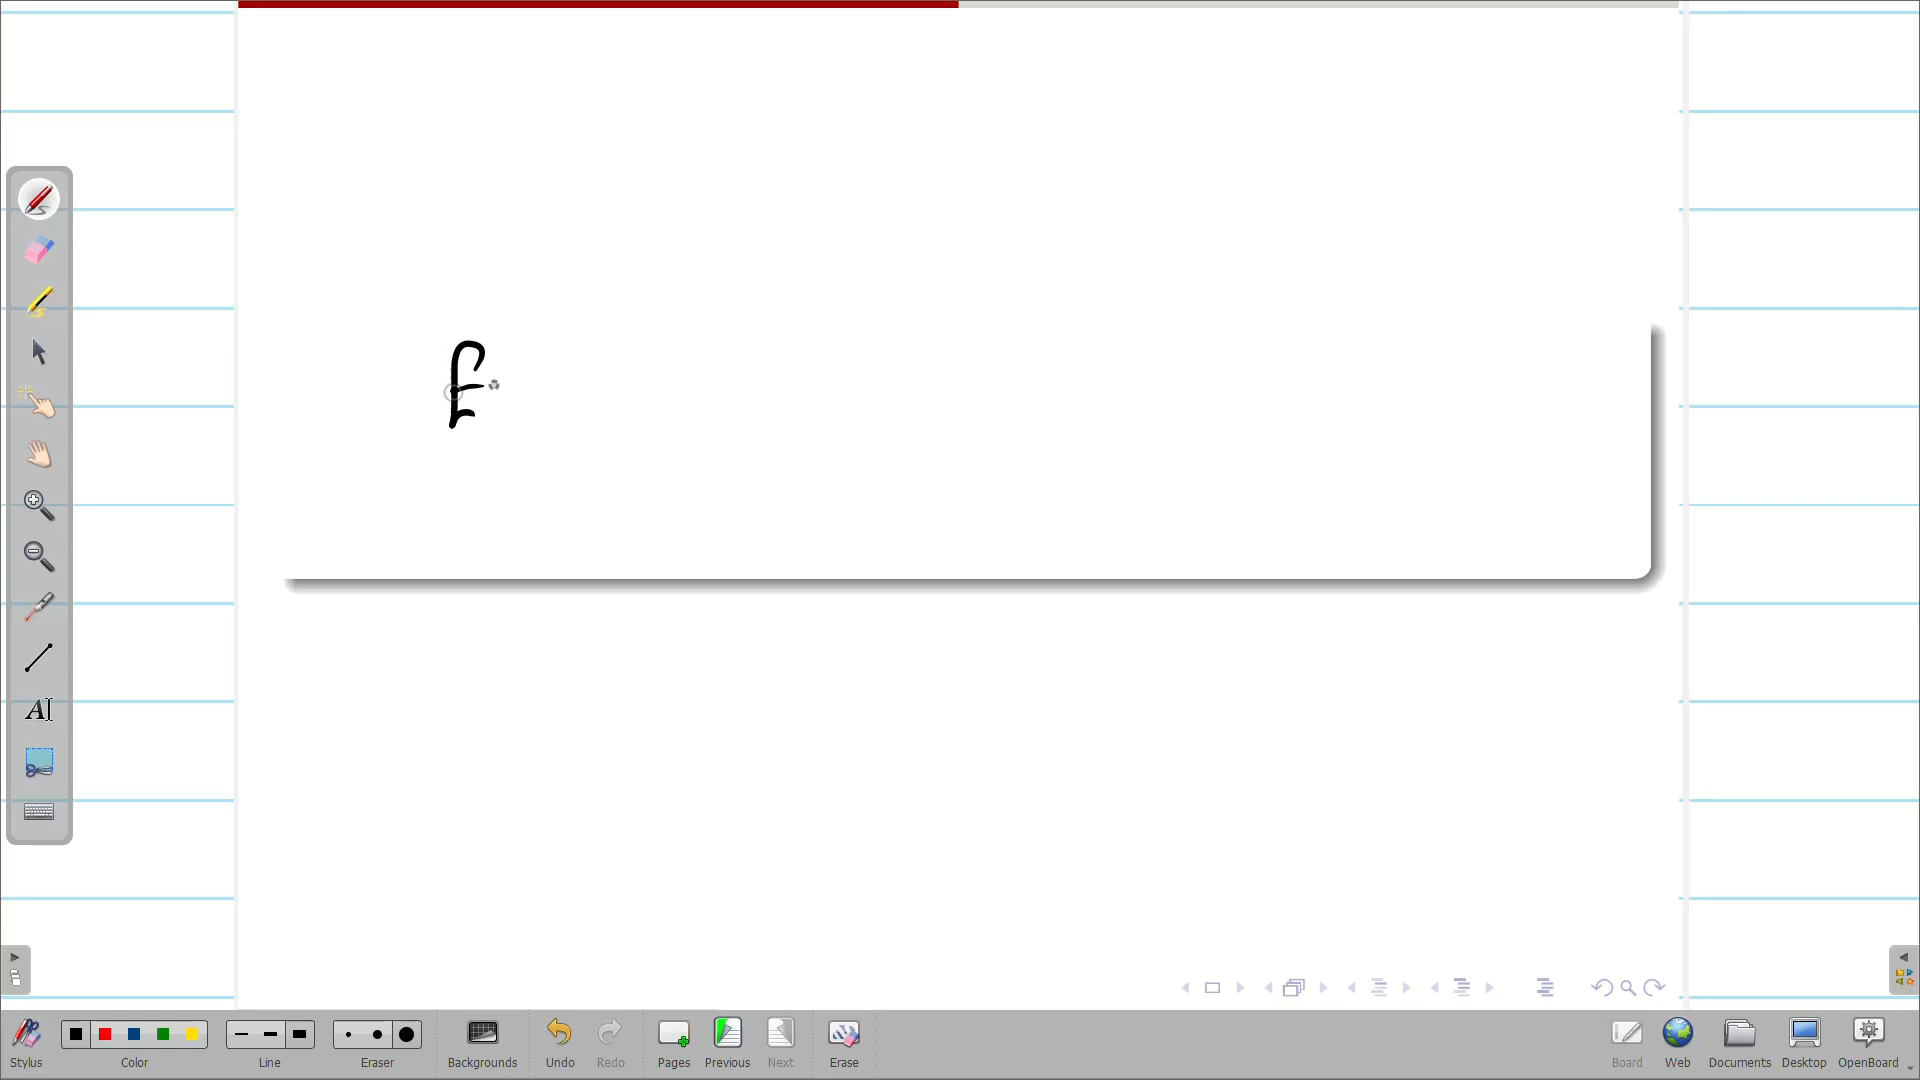 Stylus
Color
Line
Eraser
Backgrounds
Undo
Redo
Pages
Previous
Next
Erase
Board
Web
Documents
Desktop
OpenBoard